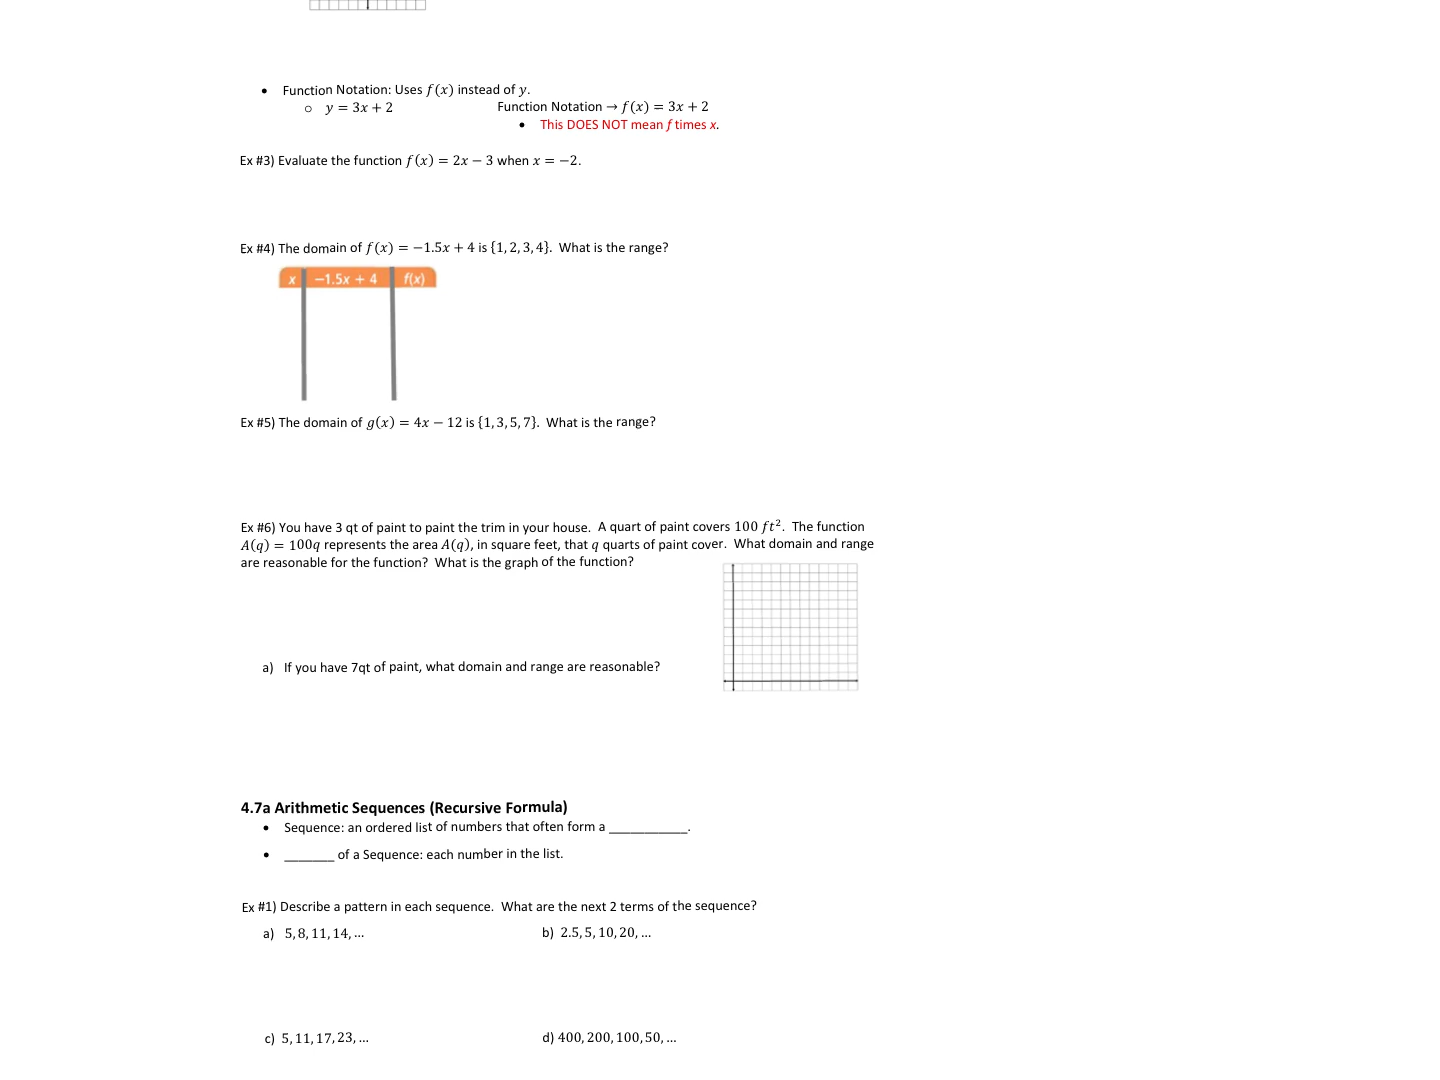 • Function Notation: Uses f(x) instead of y.
○ y = 3x + 2 Function Notation → f(x) = 3x + 2
• This DOES NOT mean f times x.
Ex #3) Evaluate the function f(x) = 2x − 3 when x = −2.
Ex #4) The domain of f(x) = −1.5x + 4 is {1, 2, 3, 4}. What is the range?
x −1.5x + 4 f(x)
Ex #5) The domain of g(x) = 4x − 12 is {1, 3, 5, 7}. What is the range?
Ex #6) You have 3 qt of paint to paint the trim in your house. A quart of paint covers 100 ft². The function
A(q) = 100q represents the area A(q), in square feet, that q quarts of paint cover. What domain and range
are reasonable for the function? What is the graph of the function?
a) If you have 7qt of paint, what domain and range are reasonable?
4.7a Arithmetic Sequences (Recursive Formula)
• Sequence: an ordered list of numbers that often form a ___________.
• _______ of a Sequence: each number in the list.
Ex #1) Describe a pattern in each sequence. What are the next 2 terms of the sequence?
a) 5, 8, 11, 14, ... b) 2.5, 5, 10, 20, ...
c) 5, 11, 17, 23, ... d) 400, 200, 100, 50, ...